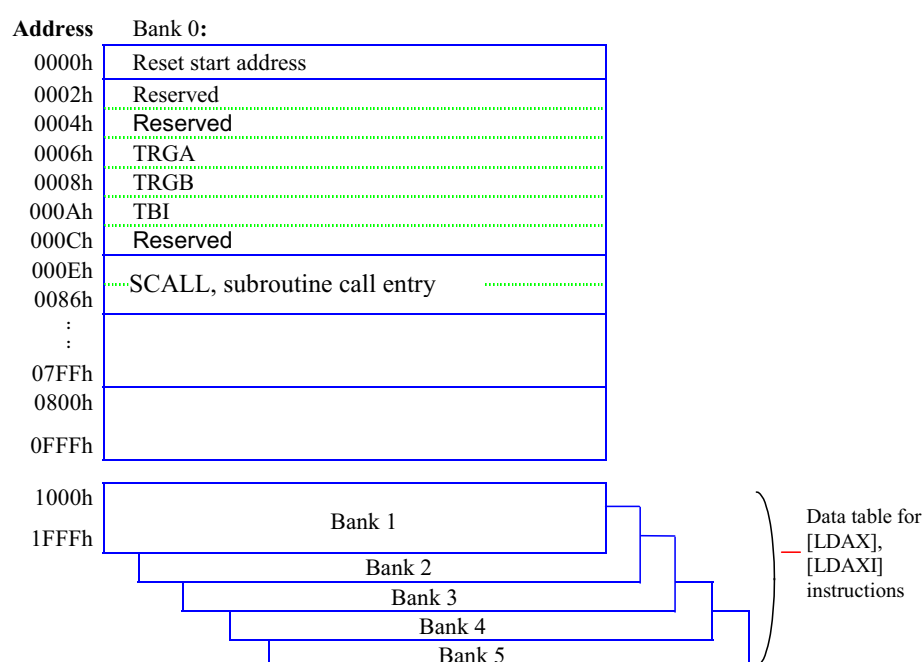 Address Bank 0:
0000h Reset start address
0002h Reserved
0004h Reserved
0006h TRGA
0008h TRGB
000Ah TBI
000Ch Reserved
000Eh
SCALL, subroutine call entry
0086h
:
:
07FFh
0800h
0FFFh
1000h
Bank 1
1FFFh
Bank 2
Bank 3
Bank 4
Bank 5
Data table for
[LDAX],
[LDAXI]
instructions